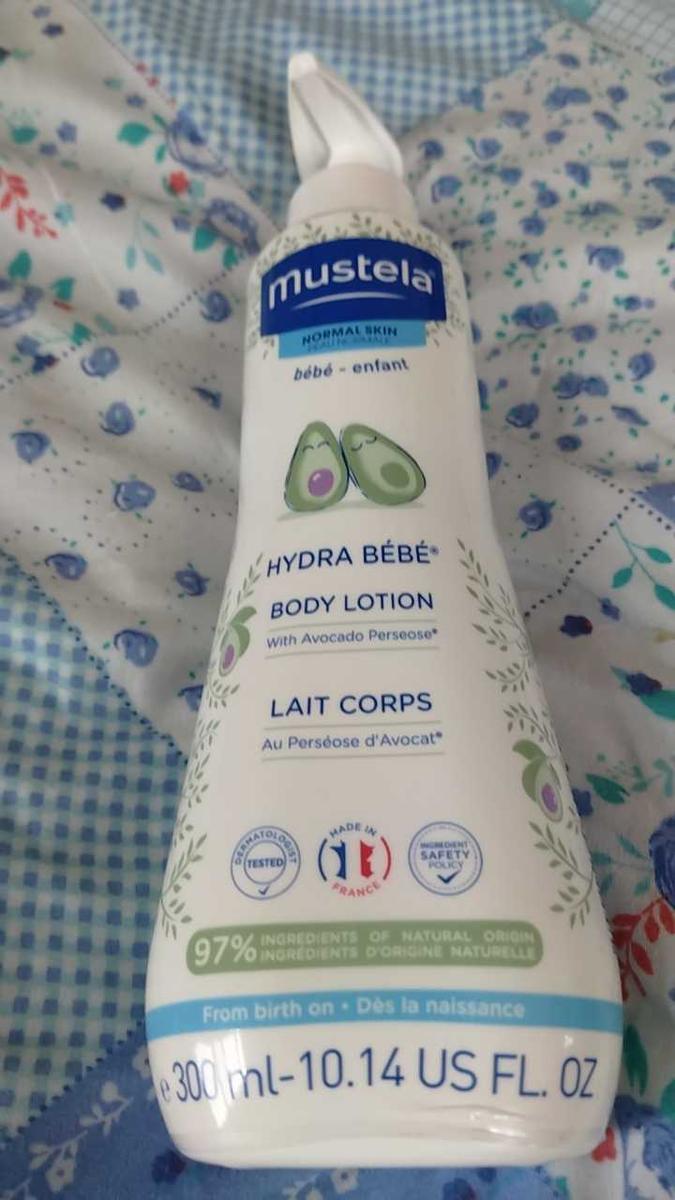 mustela®
NORMAL SKIN
PEAU NORMALE
bébé - enfant
HYDRA BÉBÉ®
BODY LOTION
With Avocado Perseose®
LAIT CORPS
Au Perséose d'Avocat®
DERMATOLOGIST
TESTED
MADE IN
FRANCE
INGREDIENT
SAFETY
POLICY
97% INGREDIENTS OF NATURAL ORIGIN
INGRÉDIENTS D'ORIGINE NATURELLE
From birth on • Dès la naissance
e 300 ml-10.14 US FL. OZ